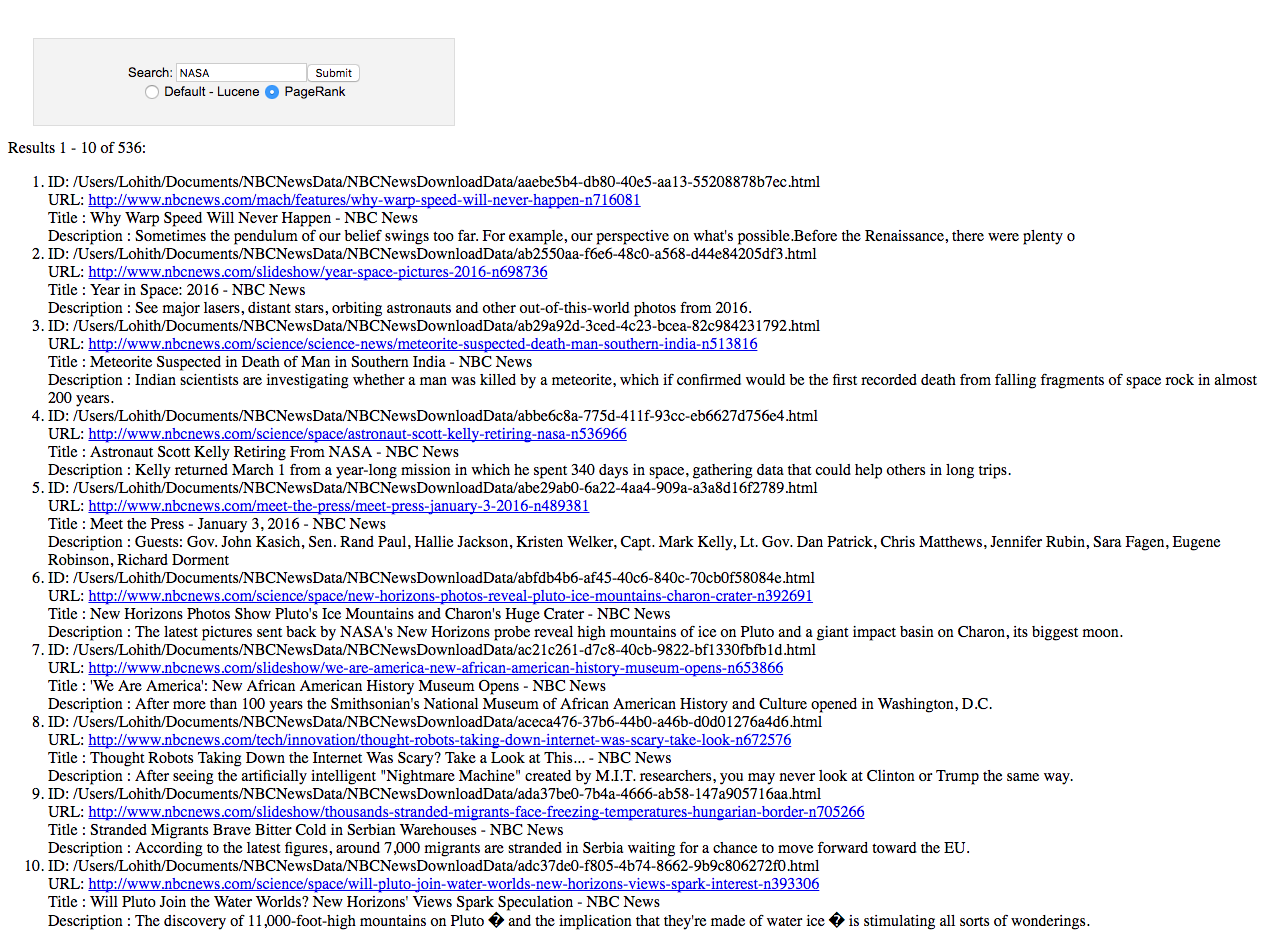 Search: NASA Submit
Default - Lucene PageRank
Results 1 - 10 of 536:
1. ID: /Users/Lohith/Documents/NBCNewsData/NBCNewsDownloadData/aaebe5b4-db80-40e5-aa13-55208878b7ec.html
URL: http://www.nbcnews.com/mach/features/why-warp-speed-will-never-happen-n716081
Title : Why Warp Speed Will Never Happen - NBC News
Description : Sometimes the pendulum of our belief swings too far. For example, our perspective on what's possible.Before the Renaissance, there were plenty o
2. ID: /Users/Lohith/Documents/NBCNewsData/NBCNewsDownloadData/ab2550aa-f6e6-48c0-a568-d44e84205df3.html
URL: http://www.nbcnews.com/slideshow/year-space-pictures-2016-n698736
Title : Year in Space: 2016 - NBC News
Description : See major lasers, distant stars, orbiting astronauts and other out-of-this-world photos from 2016.
3. ID: /Users/Lohith/Documents/NBCNewsData/NBCNewsDownloadData/ab29a92d-3ced-4c23-bcea-82c984231792.html
URL: http://www.nbcnews.com/science/science-news/meteorite-suspected-death-man-southern-india-n513816
Title : Meteorite Suspected in Death of Man in Southern India - NBC News
Description : Indian scientists are investigating whether a man was killed by a meteorite, which if confirmed would be the first recorded death from falling fragments of space rock in almost
200 years.
4. ID: /Users/Lohith/Documents/NBCNewsData/NBCNewsDownloadData/abbe6c8a-775d-411f-93cc-eb6627d756e4.html
URL: http://www.nbcnews.com/science/space/astronaut-scott-kelly-retiring-nasa-n536966
Title : Astronaut Scott Kelly Retiring From NASA - NBC News
Description : Kelly returned March 1 from a year-long mission in which he spent 340 days in space, gathering data that could help others in long trips.
5. ID: /Users/Lohith/Documents/NBCNewsData/NBCNewsDownloadData/abe29ab0-6a22-4aa4-909a-a3a8d16f2789.html
URL: http://www.nbcnews.com/meet-the-press/meet-press-january-3-2016-n489381
Title : Meet the Press - January 3, 2016 - NBC News
Description : Guests: Gov. John Kasich, Sen. Rand Paul, Hallie Jackson, Kristen Welker, Capt. Mark Kelly, Lt. Gov. Dan Patrick, Chris Matthews, Jennifer Rubin, Sara Fagen, Eugene
Robinson, Richard Dorment
6. ID: /Users/Lohith/Documents/NBCNewsData/NBCNewsDownloadData/abfdb4b6-af45-40c6-840c-70cb0f58084e.html
URL: http://www.nbcnews.com/science/space/new-horizons-photos-reveal-pluto-ice-mountains-charon-crater-n392691
Title : New Horizons Photos Show Pluto's Ice Mountains and Charon's Huge Crater - NBC News
Description : The latest pictures sent back by NASA's New Horizons probe reveal high mountains of ice on Pluto and a giant impact basin on Charon, its biggest moon.
7. ID: /Users/Lohith/Documents/NBCNewsData/NBCNewsDownloadData/ac21c261-d7c8-40cb-9822-bf1330fbfb1d.html
URL: http://www.nbcnews.com/slideshow/we-are-america-new-african-american-history-museum-opens-n653866
Title : 'We Are America': New African American History Museum Opens - NBC News
Description : After more than 100 years the Smithsonian's National Museum of African American History and Culture opened in Washington, D.C.
8. ID: /Users/Lohith/Documents/NBCNewsData/NBCNewsDownloadData/aceca476-37b6-44b0-a46b-d0d01276a4d6.html
URL: http://www.nbcnews.com/tech/innovation/thought-robots-taking-down-internet-was-scary-take-look-n672576
Title : Thought Robots Taking Down the Internet Was Scary? Take a Look at This... - NBC News
Description : After seeing the artificially intelligent "Nightmare Machine" created by M.I.T. researchers, you may never look at Clinton or Trump the same way.
9. ID: /Users/Lohith/Documents/NBCNewsData/NBCNewsDownloadData/ada37be0-7b4a-4666-ab58-147a905716aa.html
URL: http://www.nbcnews.com/slideshow/thousands-stranded-migrants-face-freezing-temperatures-hungarian-border-n705266
Title : Stranded Migrants Brave Bitter Cold in Serbian Warehouses - NBC News
Description : According to the latest figures, around 7,000 migrants are stranded in Serbia waiting for a chance to move forward toward the EU.
10. ID: /Users/Lohith/Documents/NBCNewsData/NBCNewsDownloadData/adc37de0-f805-4b74-8662-9b9c806272f0.html
URL: http://www.nbcnews.com/science/space/will-pluto-join-water-worlds-new-horizons-views-spark-interest-n393306
Title : Will Pluto Join the Water Worlds? New Horizons' Views Spark Speculation - NBC News
Description : The discovery of 11,000-foot-high mountains on Pluto � and the implication that they're made of water ice � is stimulating all sorts of wonderings.